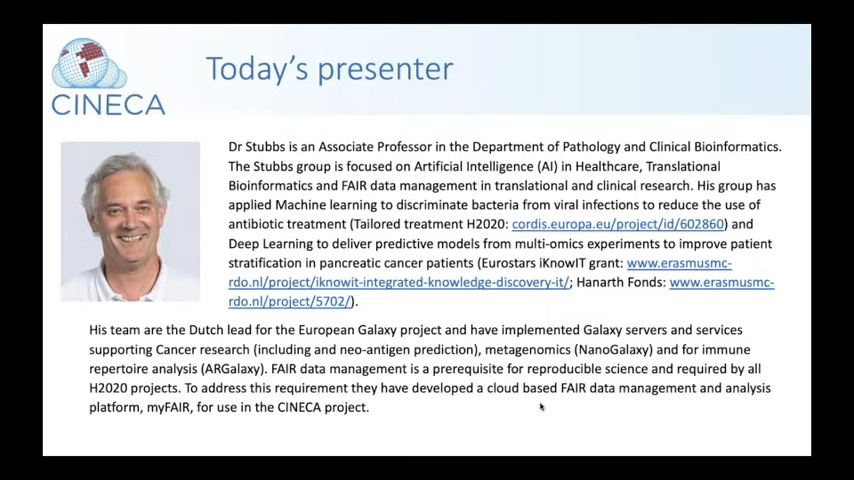 CINECA
Today's presenter
Dr Stubbs is an Associate Professor in the Department of Pathology and Clinical Bioinformatics.
The Stubbs group is focused on Artificial Intelligence (AI) in Healthcare, Translational
Bioinformatics and FAIR data management in translational and clinical research. His group has
applied Machine learning to discriminate bacteria from viral infections to reduce the use of
antibiotic treatment (Tailored treatment H2020: cordis.europa.eu/project/id/602860) and
Deep Learning to deliver predictive models from multi-omics experiments to improve patient
stratification in pancreatic cancer patients (Eurostars iKnowIT grant: www.erasmusmc-
rdo.nl/project/iknowit-integrated-knowledge-discovery-it/; Hanarth Fonds: www.erasmusmc-
rdo.nl/project/5702/).
His team are the Dutch lead for the European Galaxy project and have implemented Galaxy servers and services
supporting Cancer research (including and neo-antigen prediction), metagenomics (NanoGalaxy) and for immune
repertoire analysis (ARGalaxy). FAIR data management is a prerequisite for reproducible science and required by all
H2020 projects. To address this requirement they have developed a cloud based FAIR data management and analysis
platform, myFAIR, for use in the CINECA project.